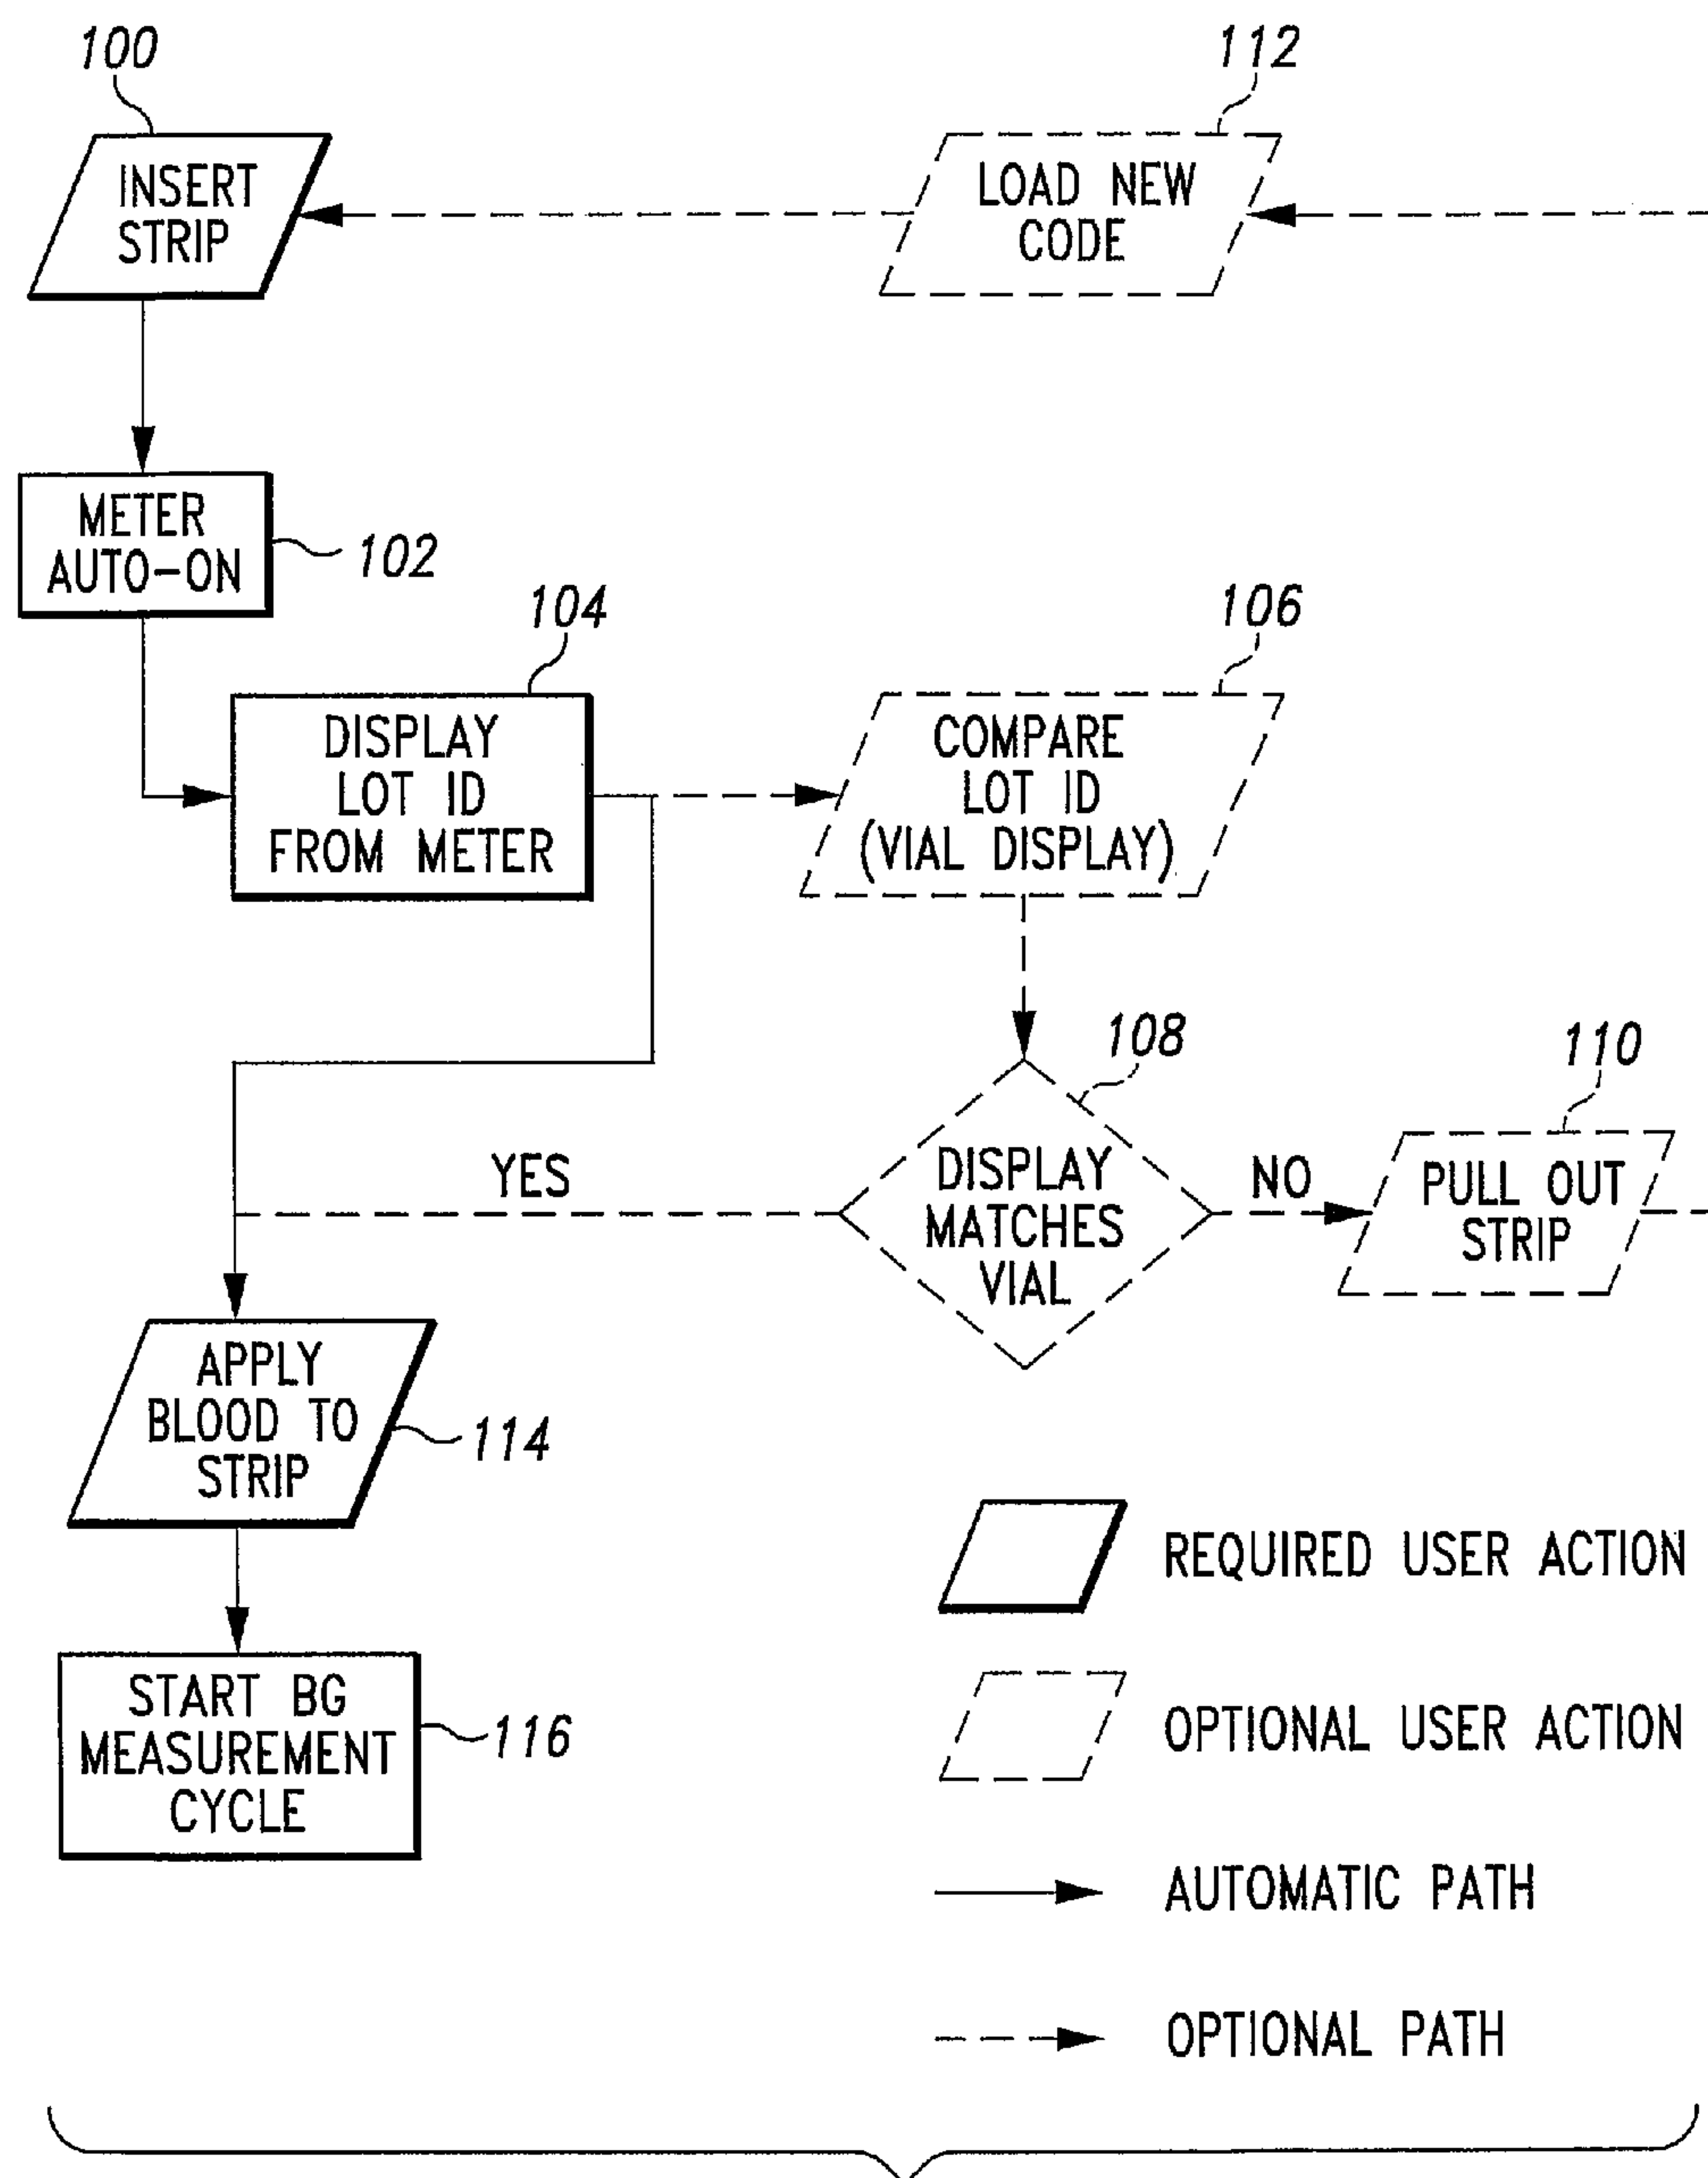 100
112
INSERT
STRIP
LOAD NEW
CODE
METER
AUTO-ON
102
104
106
DISPLAY
LOT ID
FROM METER
COMPARE
LOT ID
(VIAL DISPLAY)
108
110
YES
DISPLAY
MATCHES
VIAL
NO
PULL OUT
STRIP
APPLY
BLOOD TO
STRIP
114
REQUIRED USER ACTION
START BG
MEASUREMENT
CYCLE
116
OPTIONAL USER ACTION
AUTOMATIC PATH
OPTIONAL PATH